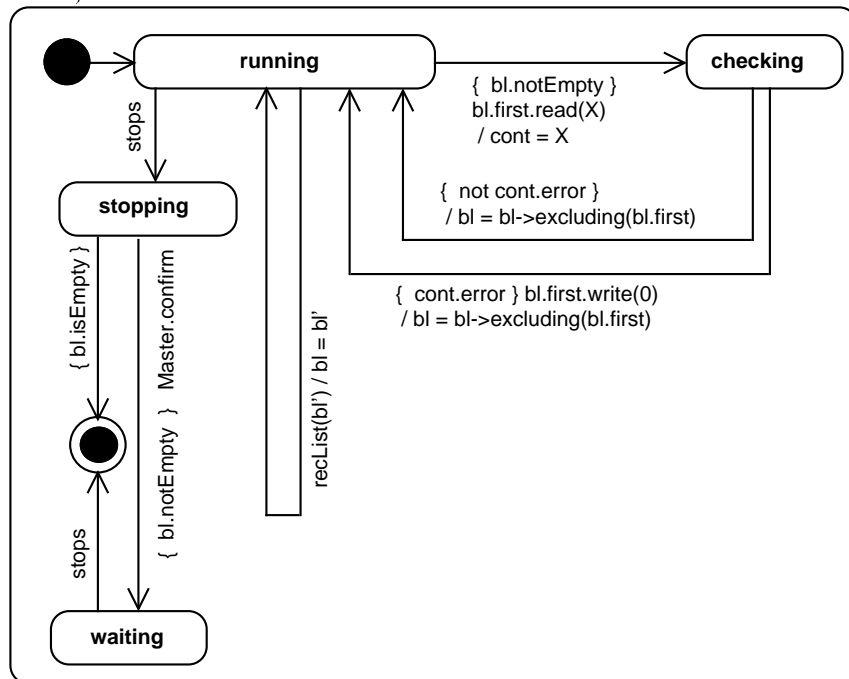 running
checking
{ bl.notEmpty }
bl.first.read(X)
/ cont = X
stops
stopping
{ not cont.error }
/ bl = bl->excluding(bl.first)
{ cont.error } bl.first.write(0)
/ bl = bl->excluding(bl.first)
{ bl.isEmpty }
{ bl.notEmpty } Master.confirm
recList(bl’) / bl = bl’
stops
waiting